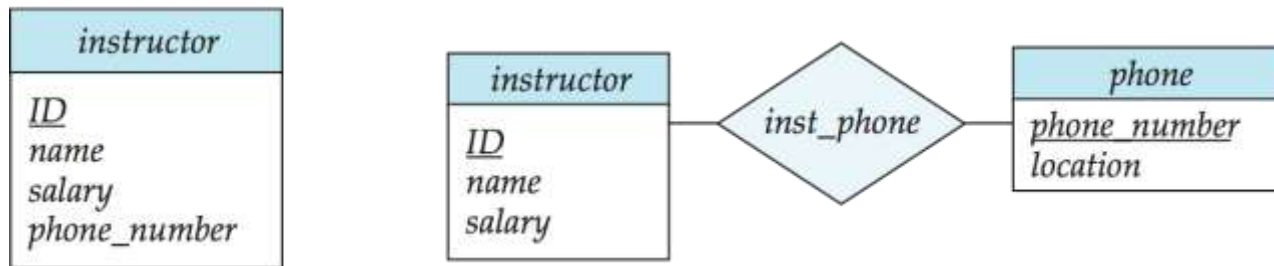 instructor
ID
name
salary
phone_number
instructor
ID
name
salary
inst_phone
phone
phone_number
location